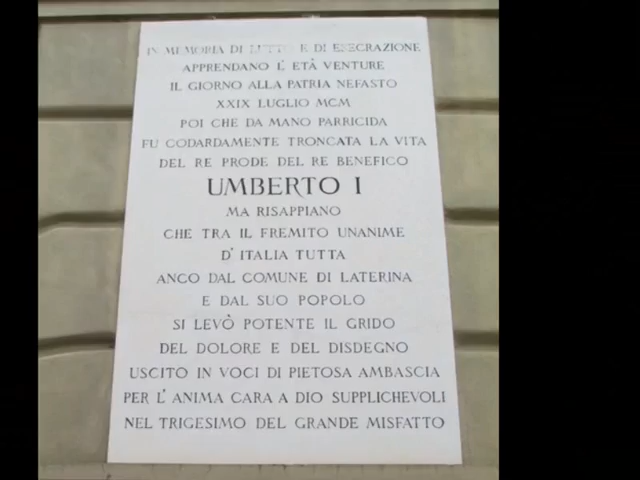 IN MEMORIA DI LUTTO E DI ESECRAZIONE
APPRENDANO L' ETÀ VENTURE
IL GIORNO ALLA PATRIA NEFASTO
XXIX LUGLIO MCM
POI CHE DA MANO PARRICIDA
FU CODARDAMENTE TRONCATA LA VITA
DEL RE PRODE DEL RE BENEFICO
UMBERTO I
MA RISAPPIANO
CHE TRA IL FREMITO UNANIME
D' ITALIA TUTTA
ANCO DAL COMUNE DI LATERINA
E DAL SUO POPOLO
SI LEVÒ POTENTE IL GRIDO
DEL DOLORE E DEL DISDEGNO
USCITO IN VOCI DI PIETOSA AMBASCIA
PER L' ANIMA CARA A DIO SUPPLICHEVOLI
NEL TRIGESIMO DEL GRANDE MISFATTO